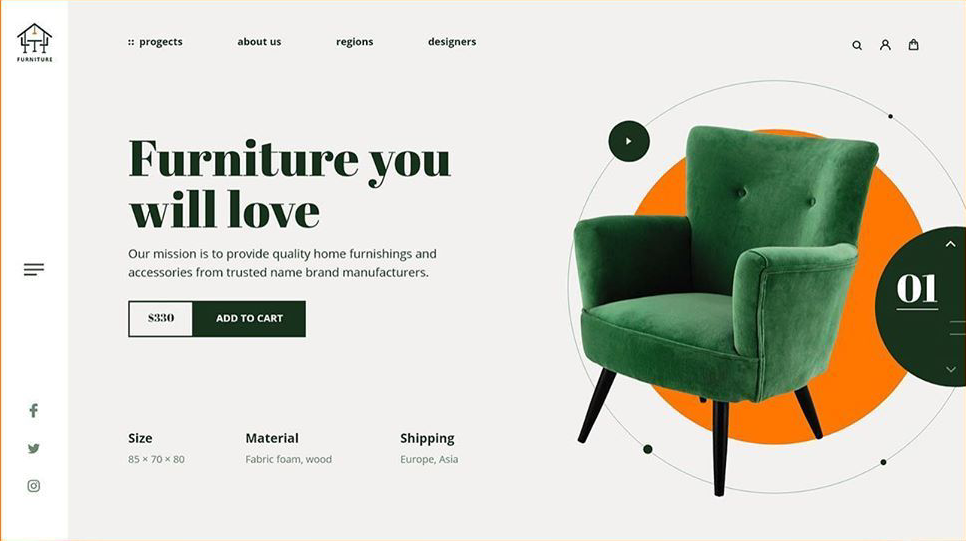 FURNITURE
:: progects
about us
regions
designers
Furniture you
will love
Our mission is to provide quality home furnishings and
accessories from trusted name brand manufacturers.
$330
ADD TO CART
01
Size
85 × 70 × 80
Material
Fabric foam, wood
Shipping
Europe, Asia